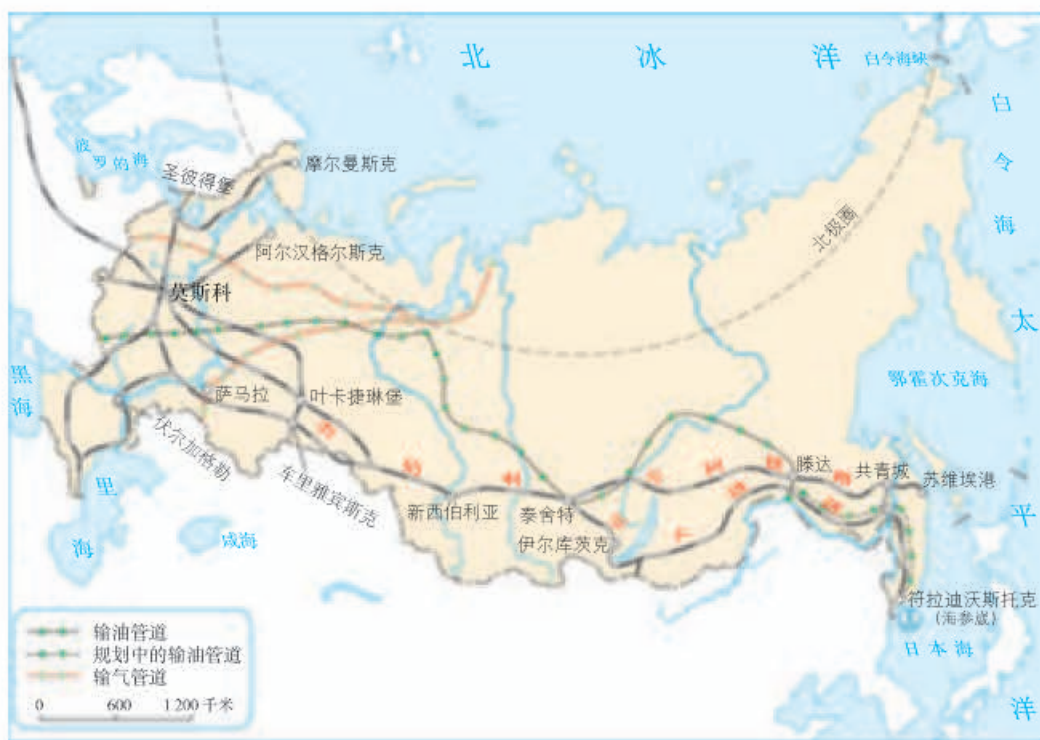 北冰洋
白令海峡
白令海
波罗的海
圣彼得堡
摩尔曼斯克
阿尔汉格尔斯克
北极圈
莫斯科
太平洋
黑海
鄂霍次克海
萨马拉
叶卡捷琳堡
伏尔加格勒
车里雅宾斯克
里海
咸海
新西伯利亚
泰舍特
伊尔库茨克
滕达
共青城
苏维埃港
符拉迪沃斯托克
(海参崴)
日本海
输油管道
规划中的输油管道
输气管道
0 600 1 200 千米